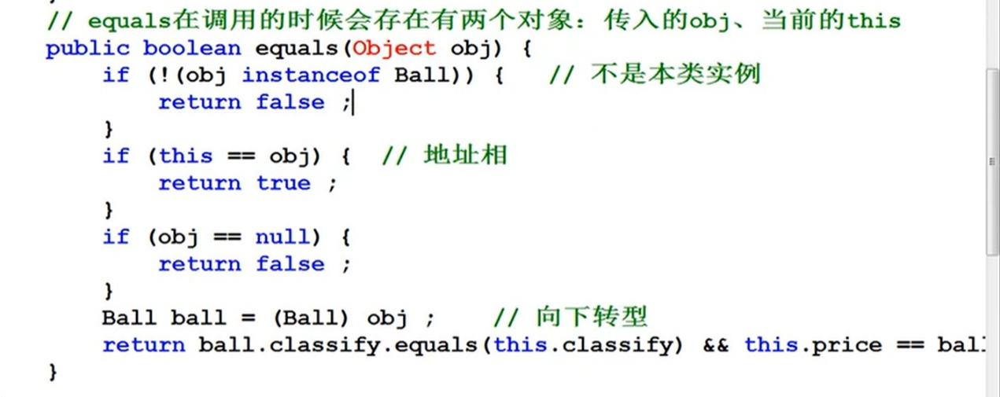 // equals在调用的时候会存在有两个对象：传入的obj、当前的this
public boolean equals(Object obj) {
if (!(obj instanceof Ball)) { // 不是本类实例
return false ;
}
if (this == obj) { // 地址相
return true ;
}
if (obj == null) {
return false ;
}
Ball ball = (Ball) obj ; // 向下转型
return ball.classify.equals(this.classify) && this.price == bal
}